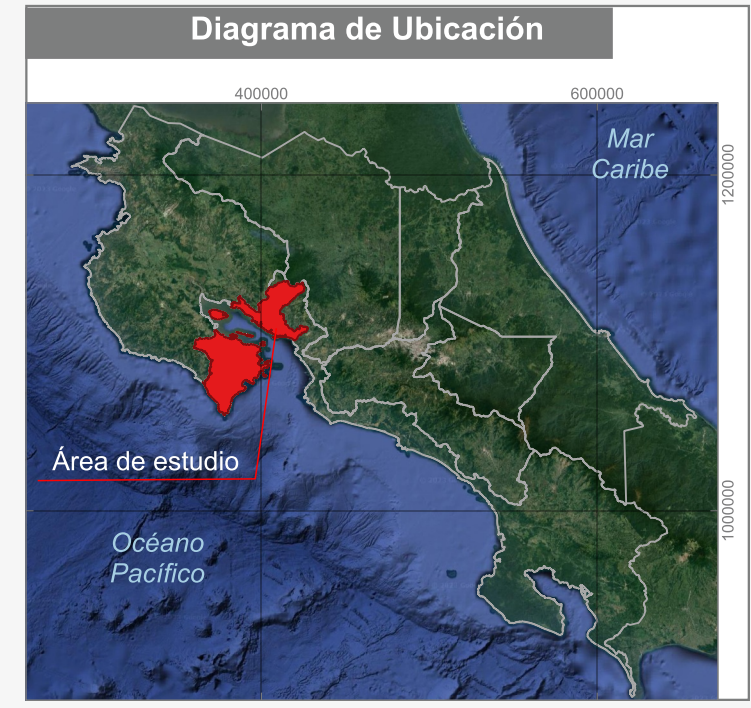 Diagrama de Ubicación
400000
600000
Mar
Caribe
1200000
Área de estudio
1000000
Océano
Pacífico